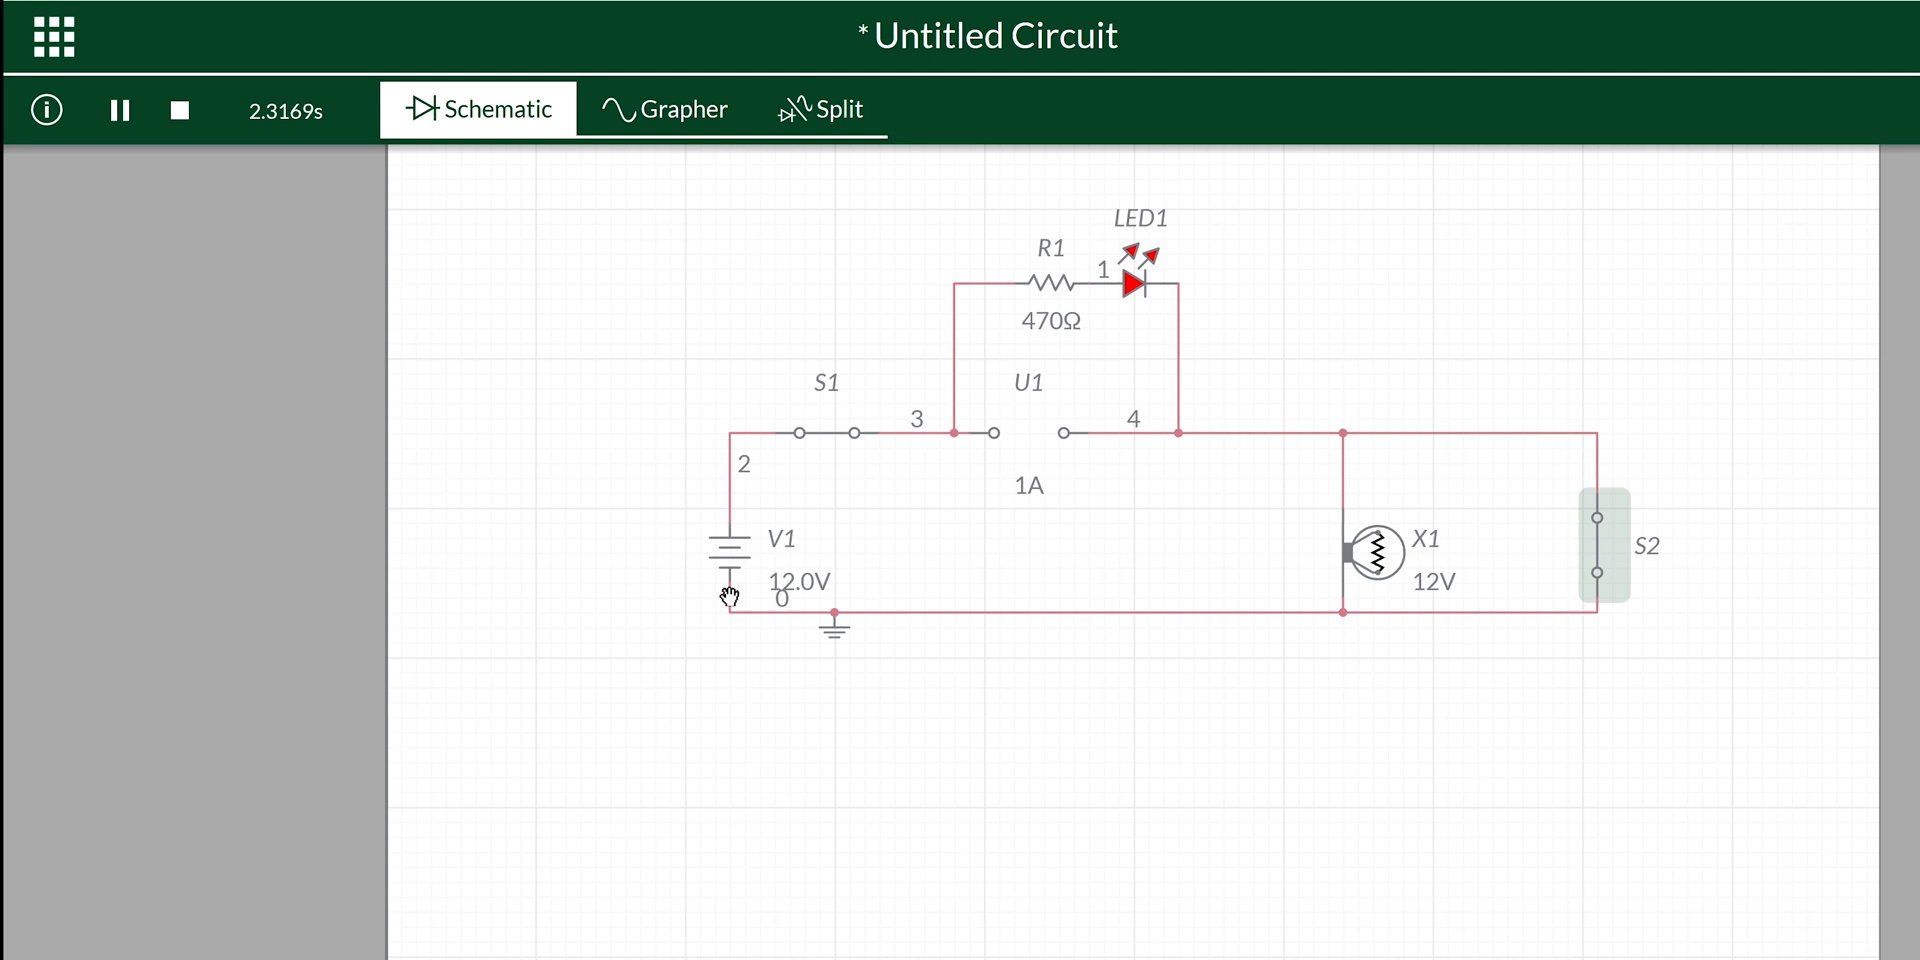 *Untitled Circuit
2.3169s
Schematic
Grapher
Split
LED1
R1
1
470Ω
S1
U1
3
4
2
1A
V1
12.0V
0
X1
12V
S2